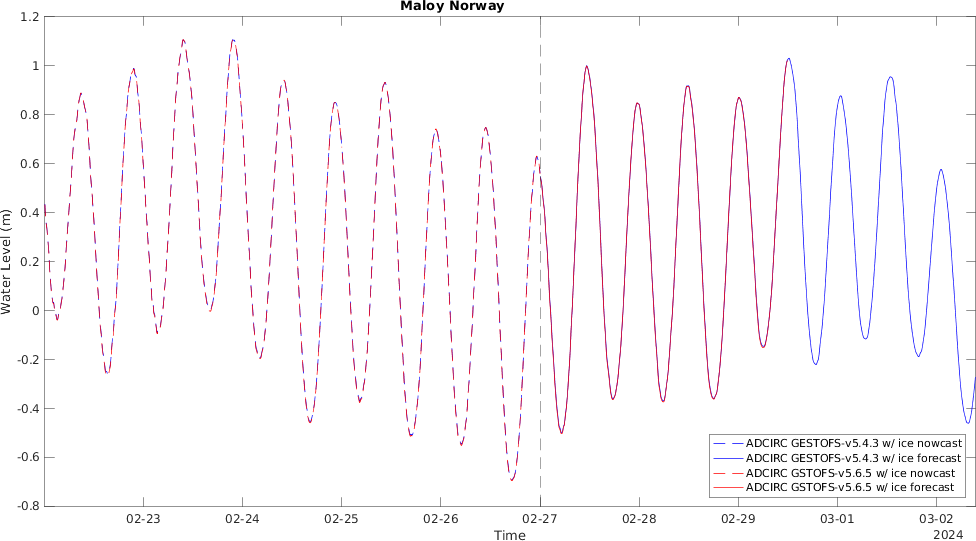 Maloy Norway
1.2
1
0.8
0.6
0.4
0.2
0
-0.2
-0.4
-0.6
-0.8
Water Level (m)
02-23 02-24 02-25 02-26 02-27 02-28 02-29 03-01 03-02
Time
2024
ADCIRC GESTOFS-v5.4.3 w/ ice nowcast
ADCIRC GESTOFS-v5.4.3 w/ ice forecast
ADCIRC GSTOFS-v5.6.5 w/ ice nowcast
ADCIRC GSTOFS-v5.6.5 w/ ice forecast